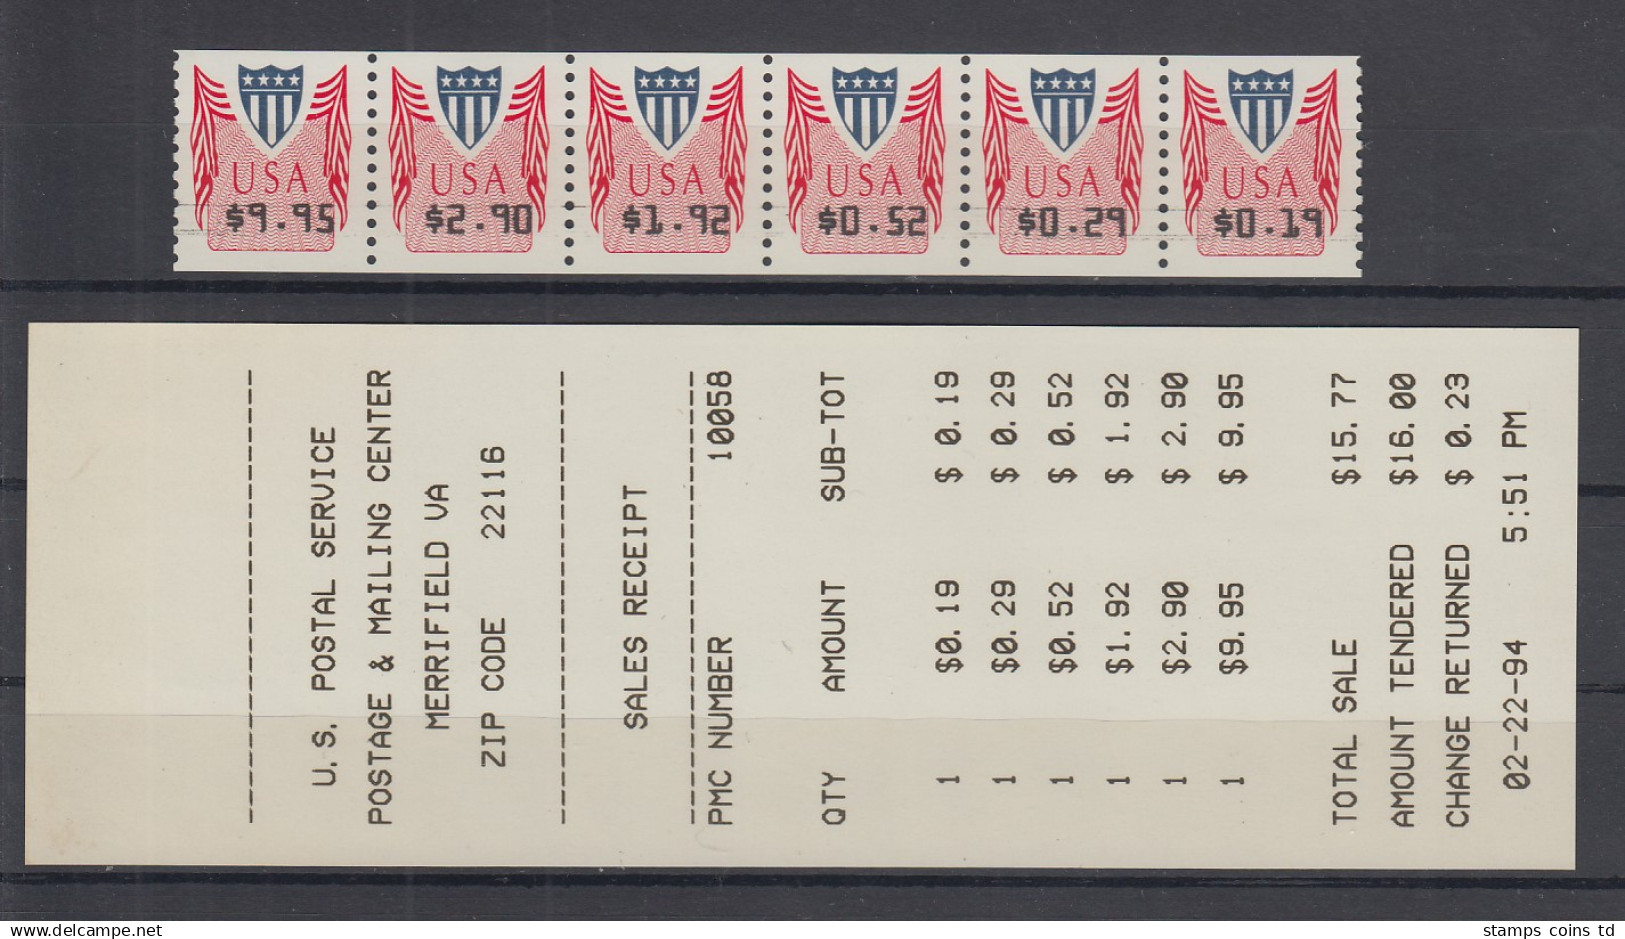 USA USA USA USA USA USA
$9.95 $2.90 $1.92 $0.52 $0.29 $0.19
--------------------------------
U.S. POSTAL SERVICE
POSTAGE & MAILING CENTER
MERRIFIELD VA
ZIP CODE 22116
--------------------------------
SALES RECEIPT
--------------------------------
PMC NUMBER 10058
QTY AMOUNT SUB-TOT
1 $0.19 $ 0.19
1 $0.29 $ 0.29
1 $0.52 $ 0.52
1 $1.92 $ 1.92
1 $2.90 $ 2.90
1 $9.95 $ 9.95
TOTAL SALE $15.77
AMOUNT TENDERED $16.00
CHANGE RETURNED $ 0.23
02-22-94 5:51 PM
www.delcampe.net
stamps coins td